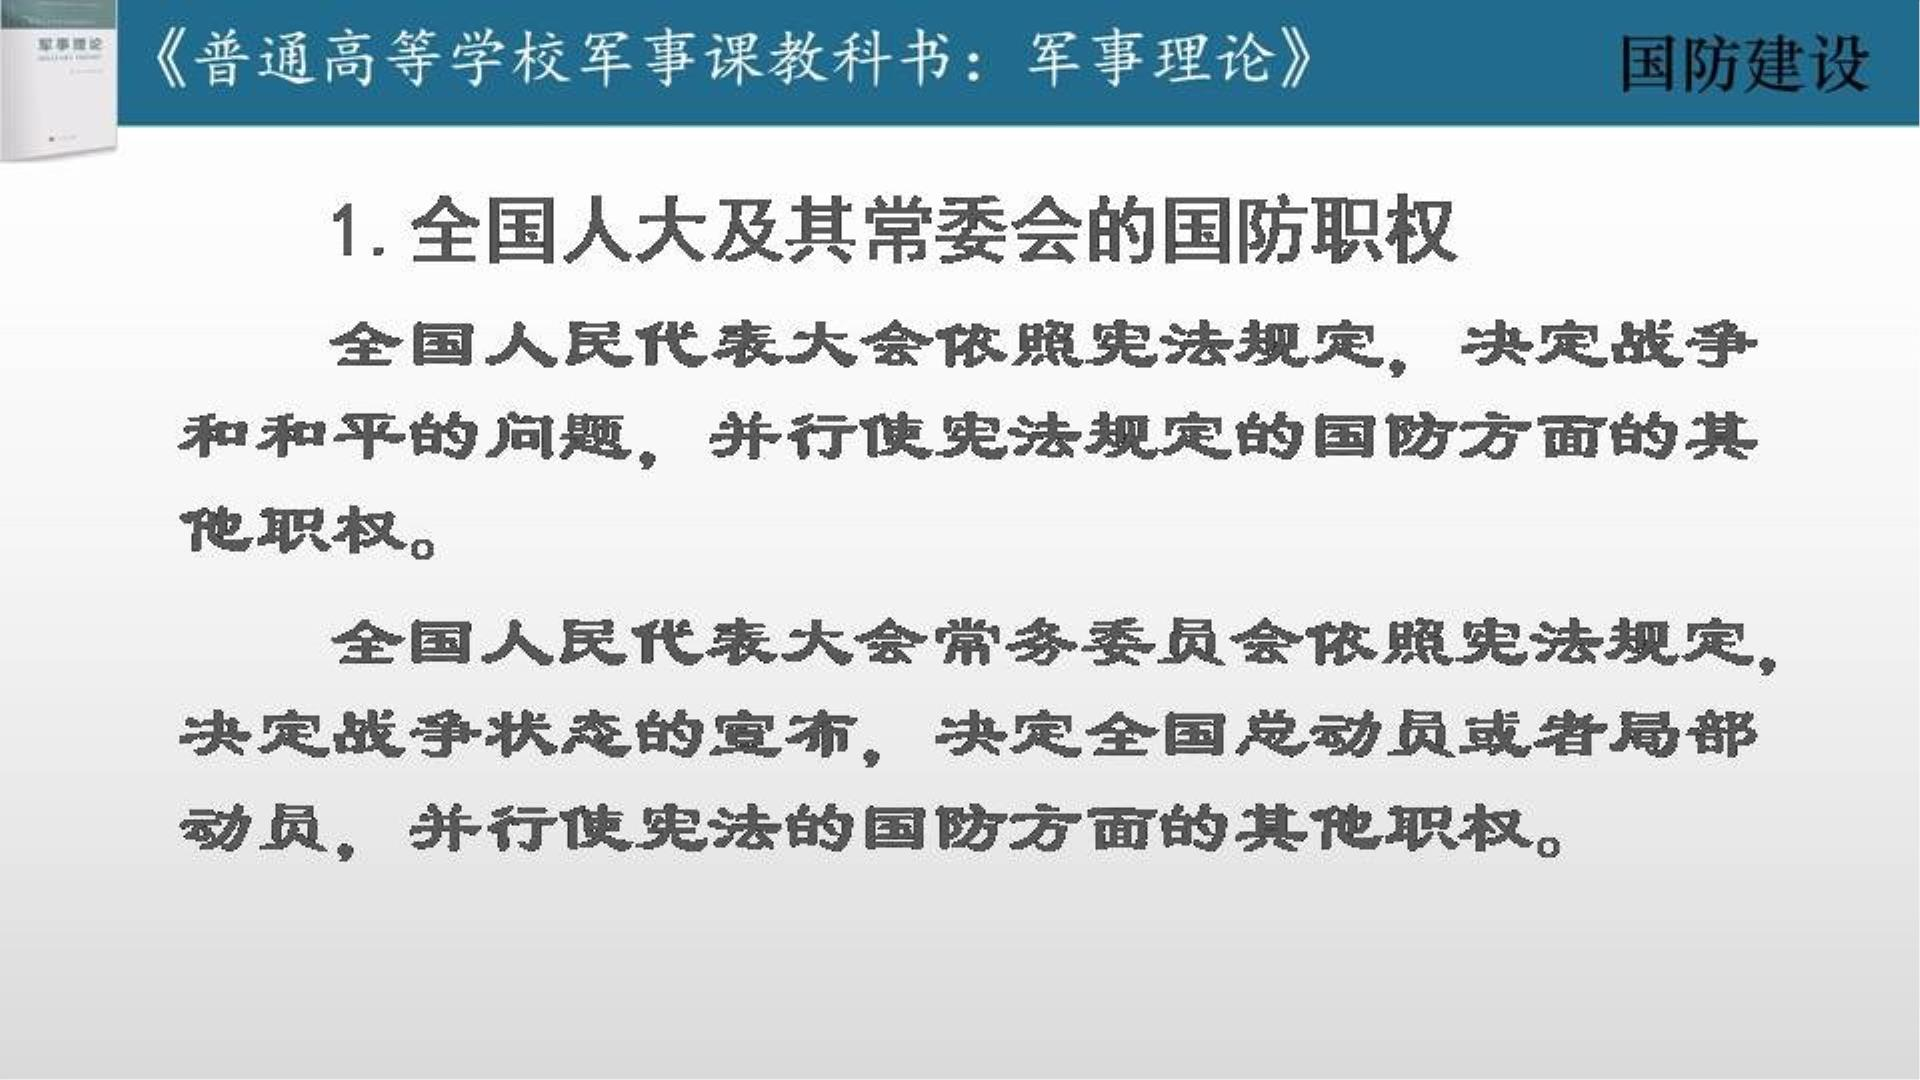 军事理论
《普通高等学校军事课教科书：军事理论》
国防建设
1.全国人大及其常委会的国防职权
全国人民代表大会依照宪法规定，决定战争
和和平的问题，并行使宪法规定的国防方面的其
他职权。
全国人民代表大会常务委员会依照宪法规定，
决定战争状态的宣布，决定全国总动员或者局部
动员，并行使宪法的国防方面的其他职权。